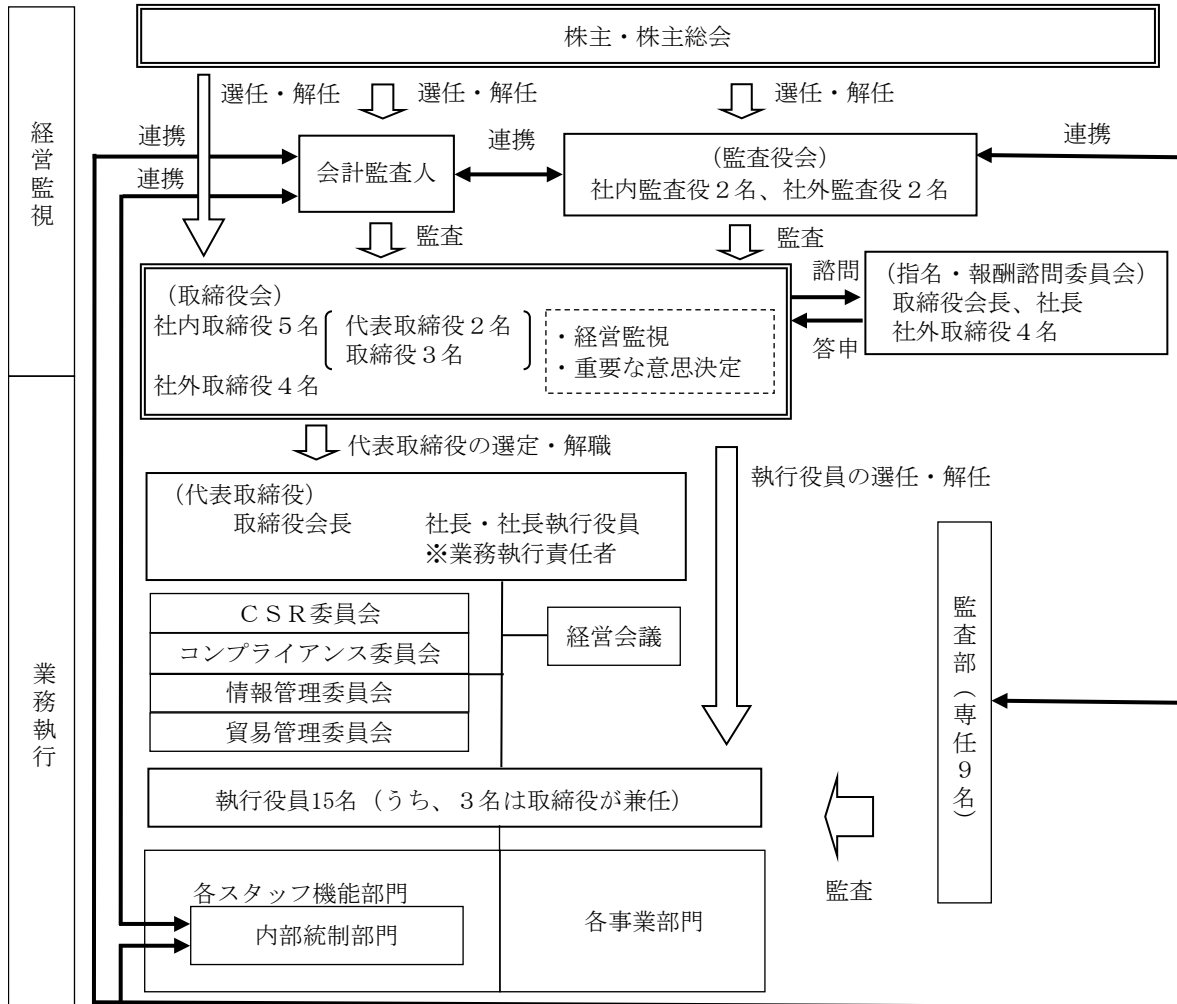 経営監視
株主・株主総会
選任・解任
選任・解任
選任・解任
連携
連携
連携
連携
会計監査人
(監査役会)
社内監査役２名、社外監査役２名
監査
監査
(取締役会)
社内取締役５名
代表取締役２名
取締役３名
社外取締役４名
・経営監視
・重要な意思決定
諮問
答申
(指名・報酬諮問委員会)
取締役会長、社長
社外取締役４名
業務執行
代表取締役の選定・解職
執行役員の選任・解任
(代表取締役)
取締役会長 社長・社長執行役員
※業務執行責任者
ＣＳＲ委員会
コンプライアンス委員会
情報管理委員会
貿易管理委員会
経営会議
執行役員15名（うち、３名は取締役が兼任）
監査部（専任９名）
監査
各スタッフ機能部門
内部統制部門
各事業部門